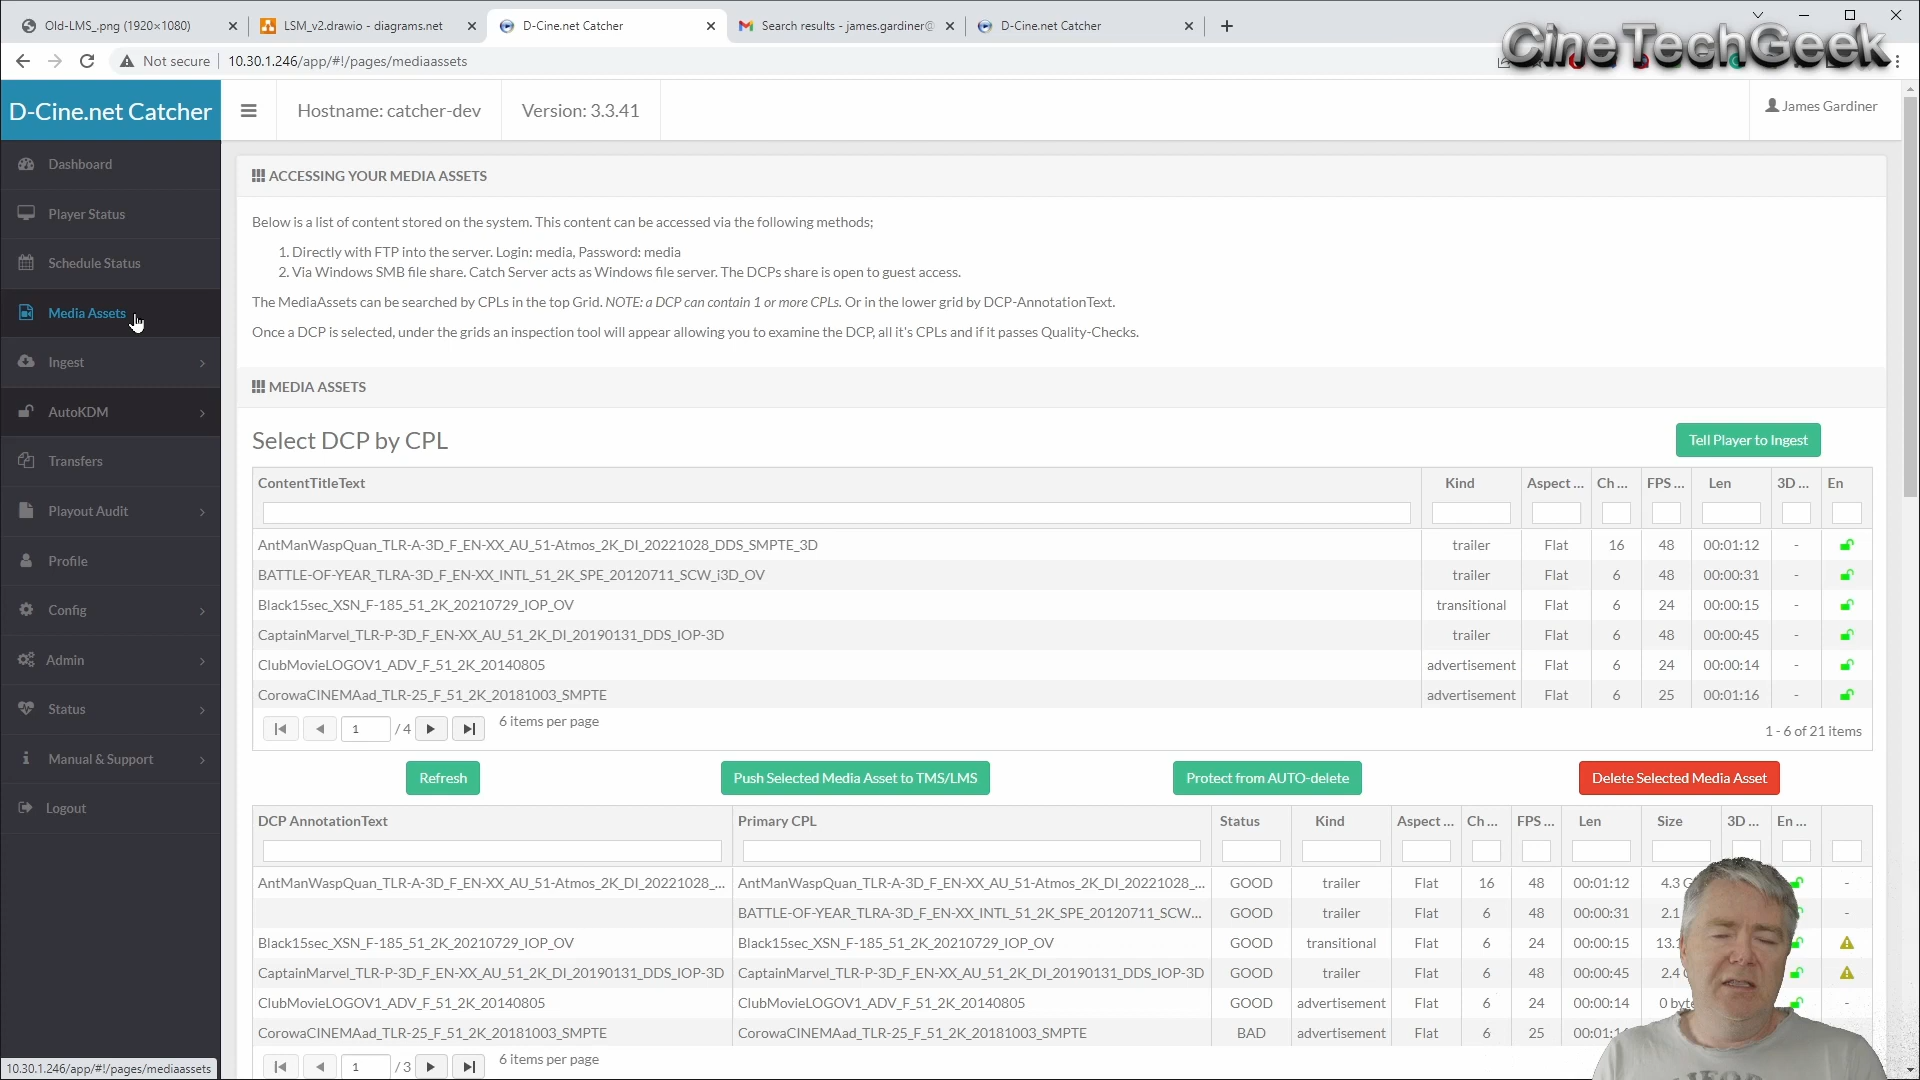 Old-LMS_.png (1920×1080)
LSM_v2.drawio - diagrams.net
D-Cine.net Catcher
Search results - james.gardiner@
D-Cine.net Catcher
Not secure
10.30.1.246/app/#!/pages/mediaassets
CineTechGeek
D-Cine.net Catcher
Hostname: catcher-dev
Version: 3.3.41
James Gardiner
Dashboard
Player Status
Schedule Status
Media Assets
Ingest
AutoKDM
Transfers
Playout Audit
Profile
Config
Admin
Status
Manual & Support
Logout
10.30.1.246/app/#!/pages/mediaassets
ACCESSING YOUR MEDIA ASSETS
Below is a list of content stored on the system. This content can be accessed via the following methods;
1. Directly with FTP into the server. Login: media, Password: media
2. Via Windows SMB file share. Catch Server acts as Windows file server. The DCPs share is open to guest access.
The MediaAssets can be searched by CPLs in the top Grid. NOTE: a DCP can contain 1 or more CPLs. Or in the lower grid by DCP-AnnotationText.
Once a DCP is selected, under the grids an inspection tool will appear allowing you to examine the DCP, all it's CPLs and if it passes Quality-Checks.
MEDIA ASSETS
Select DCP by CPL
Tell Player to Ingest
ContentTitleText Kind Aspect ... Ch ... FPS ... Len 3D ... En
AntManWaspQuan_TLR-A-3D_F_EN-XX_AU_51-Atmos_2K_DI_20221028_DDS_SMPTE_3D trailer Flat 16 48 00:01:12 -
BATTLE-OF-YEAR_TLRA-3D_F_EN-XX_INTL_51_2K_SPE_20120711_SCW_i3D_OV trailer Flat 6 48 00:00:31 -
Black15sec_XSN_F-185_51_2K_20210729_IOP_OV transitional Flat 6 24 00:00:15 -
CaptainMarvel_TLR-P-3D_F_EN-XX_AU_51_2K_DI_20190131_DDS_IOP-3D trailer Flat 6 48 00:00:45 -
ClubMovieLOGOV1_ADV_F_51_2K_20140805 advertisement Flat 6 24 00:00:14 -
CorowaCINEMAad_TLR-25_F_51_2K_20181003_SMPTE advertisement Flat 6 25 00:01:16 -
1 / 4 6 items per page 1 - 6 of 21 items
Refresh
Push Selected Media Asset to TMS/LMS
Protect from AUTO-delete
Delete Selected Media Asset
DCP AnnotationText Primary CPL Status Kind Aspect ... Ch ... FPS ... Len Size 3D ... En ...
AntManWaspQuan_TLR-A-3D_F_EN-XX_AU_51-Atmos_2K_DI_20221028_... AntManWaspQuan_TLR-A-3D_F_EN-XX_AU_51-Atmos_2K_DI_20221028_... GOOD trailer Flat 16 48 00:01:12 4.3 -
BATTLE-OF-YEAR_TLRA-3D_F_EN-XX_INTL_51_2K_SPE_20120711_SCW... GOOD trailer Flat 6 48 00:00:31 2.1 -
Black15sec_XSN_F-185_51_2K_20210729_IOP_OV Black15sec_XSN_F-185_51_2K_20210729_IOP_OV GOOD transitional Flat 6 24 00:00:15 13.1
CaptainMarvel_TLR-P-3D_F_EN-XX_AU_51_2K_DI_20190131_DDS_IOP-3D CaptainMarvel_TLR-P-3D_F_EN-XX_AU_51_2K_DI_20190131_DDS_IOP-3D GOOD trailer Flat 6 48 00:00:45 2.4
ClubMovieLOGOV1_ADV_F_51_2K_20140805 ClubMovieLOGOV1_ADV_F_51_2K_20140805 GOOD advertisement Flat 6 24 00:00:14 0 -
CorowaCINEMAad_TLR-25_F_51_2K_20181003_SMPTE CorowaCINEMAad_TLR-25_F_51_2K_20181003_SMPTE BAD advertisement Flat 6 25
1 / 3 6 items per page